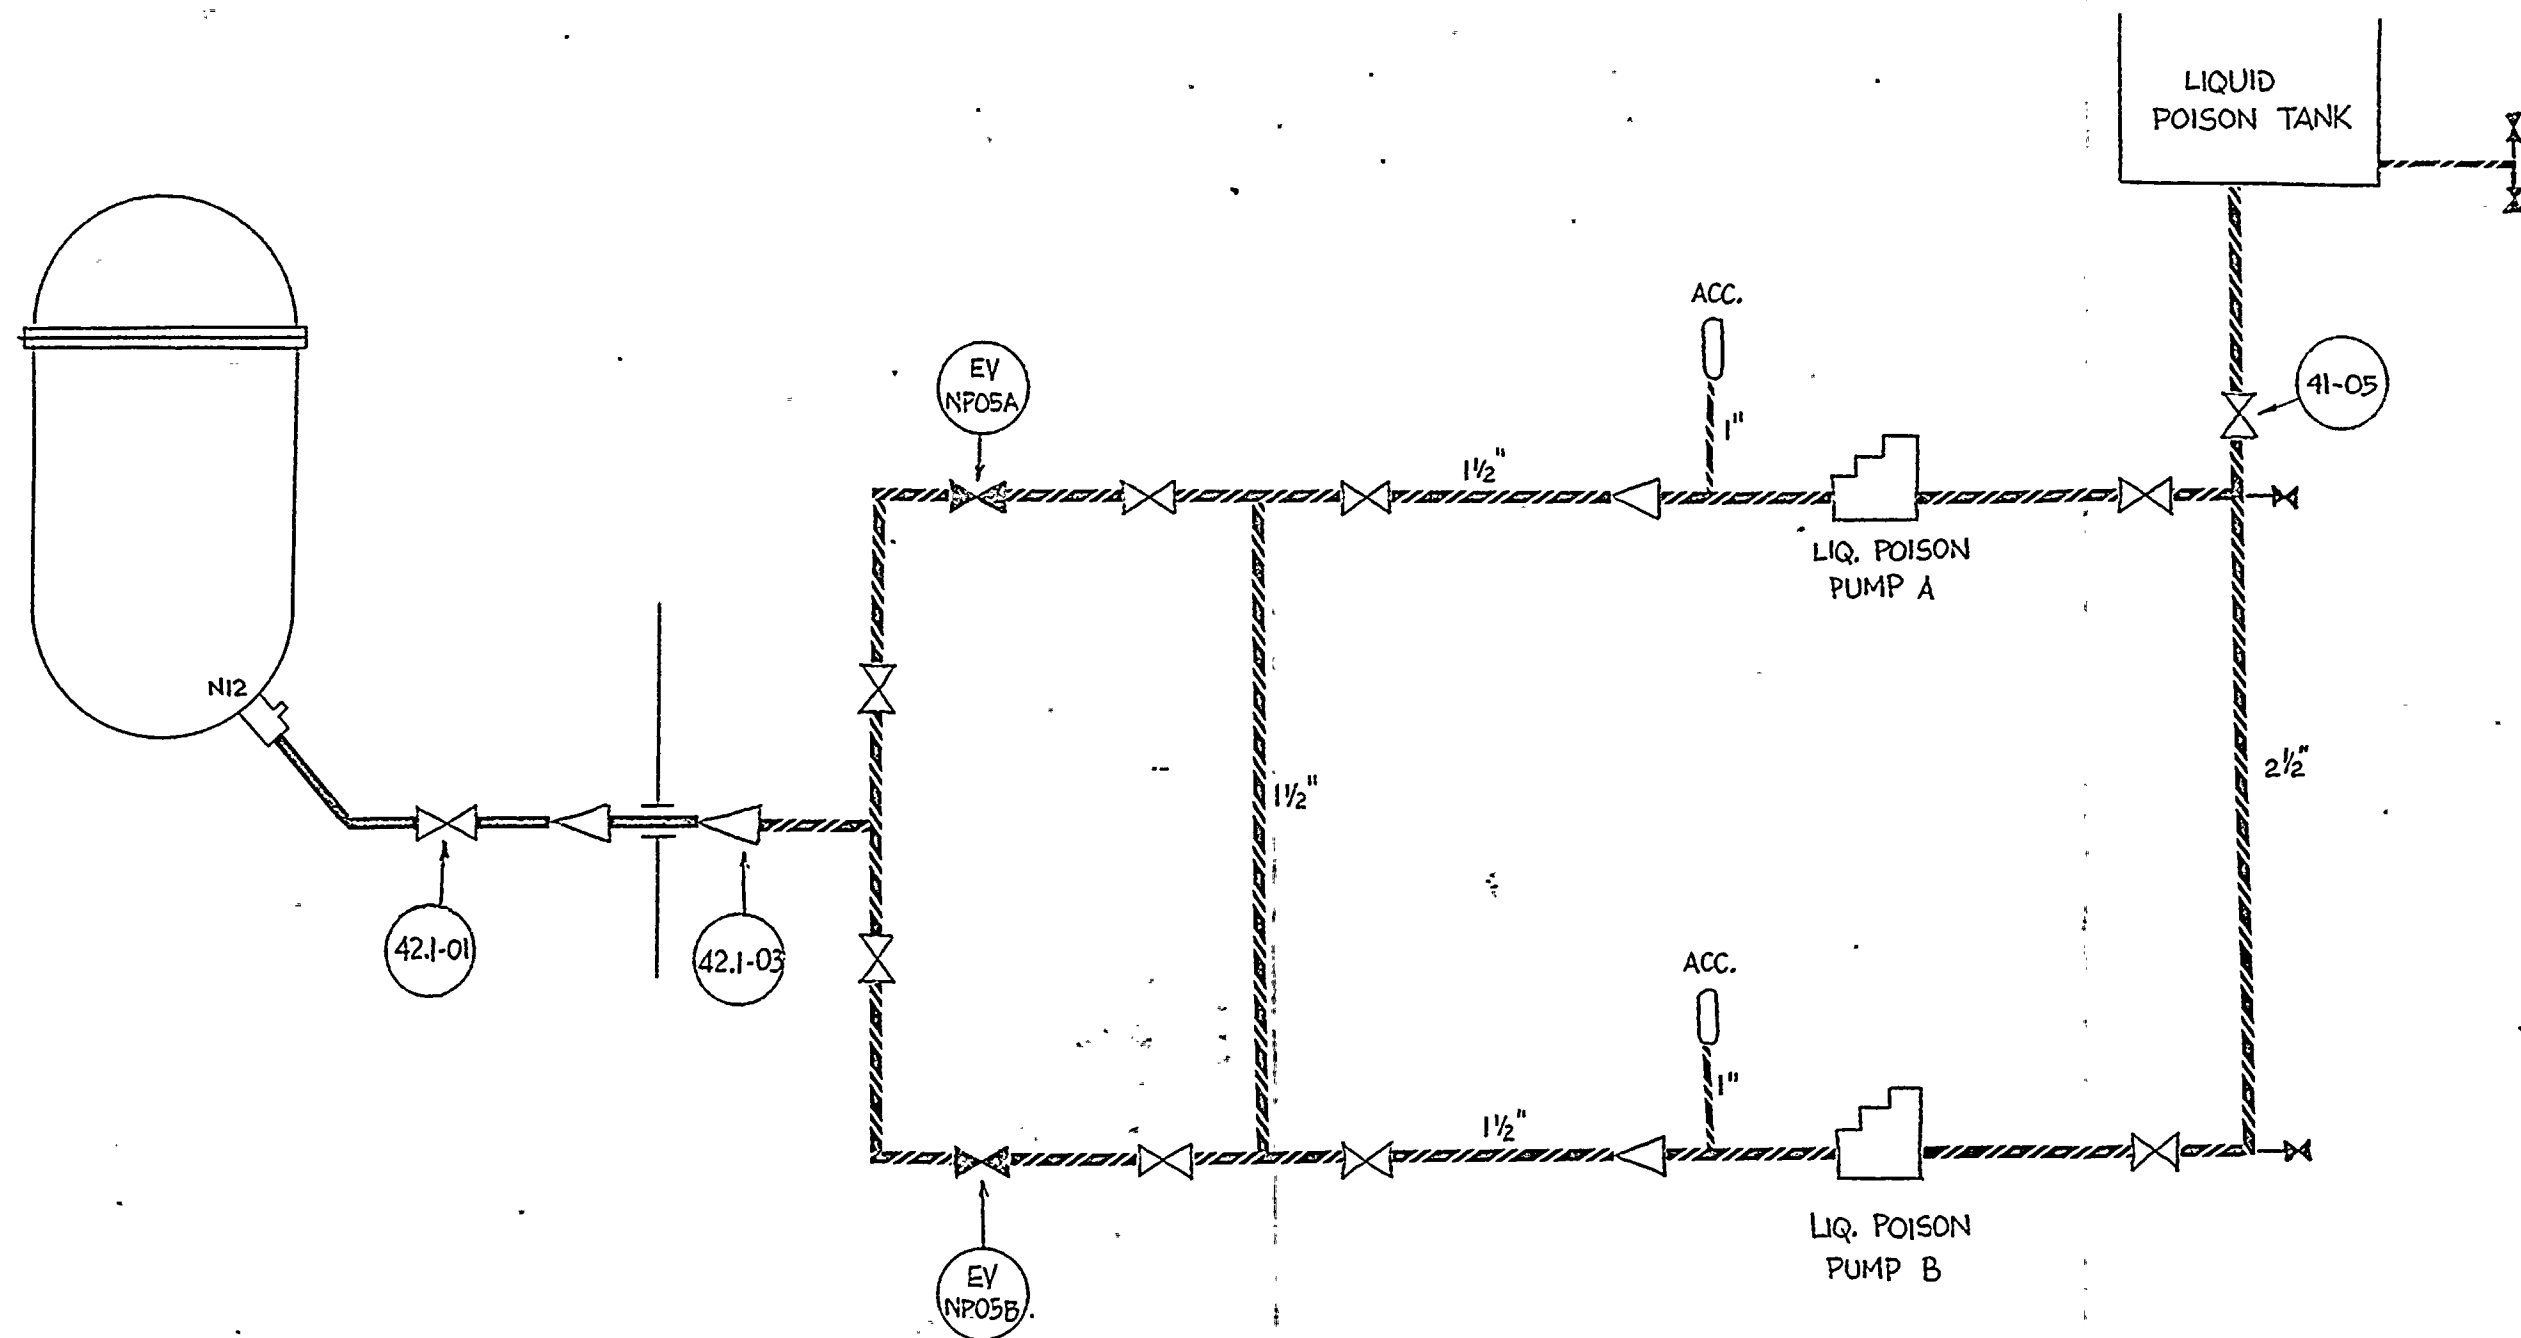 LIQUID
POISON TANK
ACC.
EV
NP05A
41-05
1"
1½"
LIQ. POISON
PUMP A
N12
2½"
1½"
42.1-01
42.1-03
ACC.
1"
1½"
LIQ. POISON
PUMP B
EV
NP05B